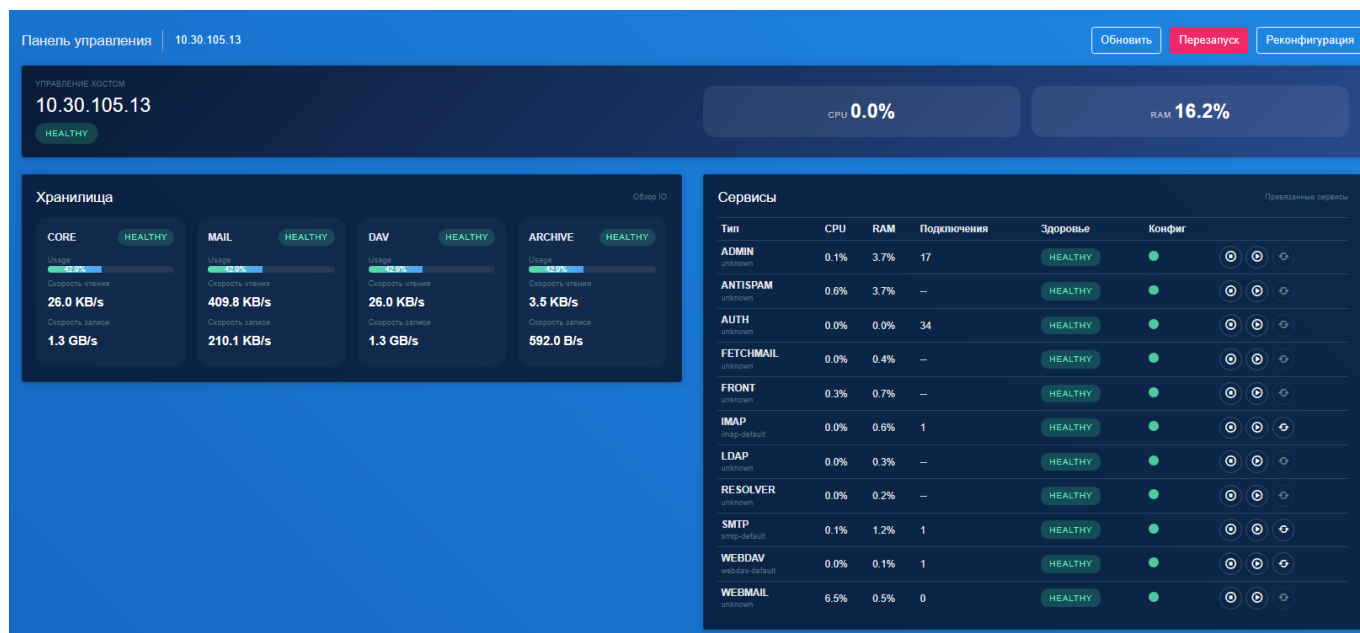 Панель управления 10.30.105.13 Обновить Перезапуск Реконфигурация
УПРАВЛЕНИЕ ХОСТОМ
10.30.105.13
HEALTHY
CPU 0.0% RAM 16.2%
Хранилища Обзор IO
CORE HEALTHY
Usage
42.9%
Скорость чтения
26.0 KB/s
Скорость записи
1.3 GB/s
MAIL HEALTHY
Usage
42.9%
Скорость чтения
409.8 KB/s
Скорость записи
210.1 KB/s
DAV HEALTHY
Usage
42.9%
Скорость чтения
26.0 KB/s
Скорость записи
1.3 GB/s
ARCHIVE HEALTHY
Usage
42.9%
Скорость чтения
3.5 KB/s
Скорость записи
592.0 B/s
Сервисы Привязанные сервисы
Тип CPU RAM Подключения Здоровье Конфиг
ADMIN 0.1% 3.7% 17 HEALTHY
unknown
ANTISPAM 0.6% 3.7% – HEALTHY
unknown
AUTH 0.0% 0.0% 34 HEALTHY
unknown
FETCHMAIL 0.0% 0.4% – HEALTHY
unknown
FRONT 0.3% 0.7% – HEALTHY
unknown
IMAP 0.0% 0.6% 1 HEALTHY
imap-default
LDAP 0.0% 0.3% – HEALTHY
unknown
RESOLVER 0.0% 0.2% – HEALTHY
unknown
SMTP 0.1% 1.2% 1 HEALTHY
smtp-default
WEBDAV 0.0% 0.1% 1 HEALTHY
webdav-default
WEBMAIL 6.5% 0.5% 0 HEALTHY
unknown